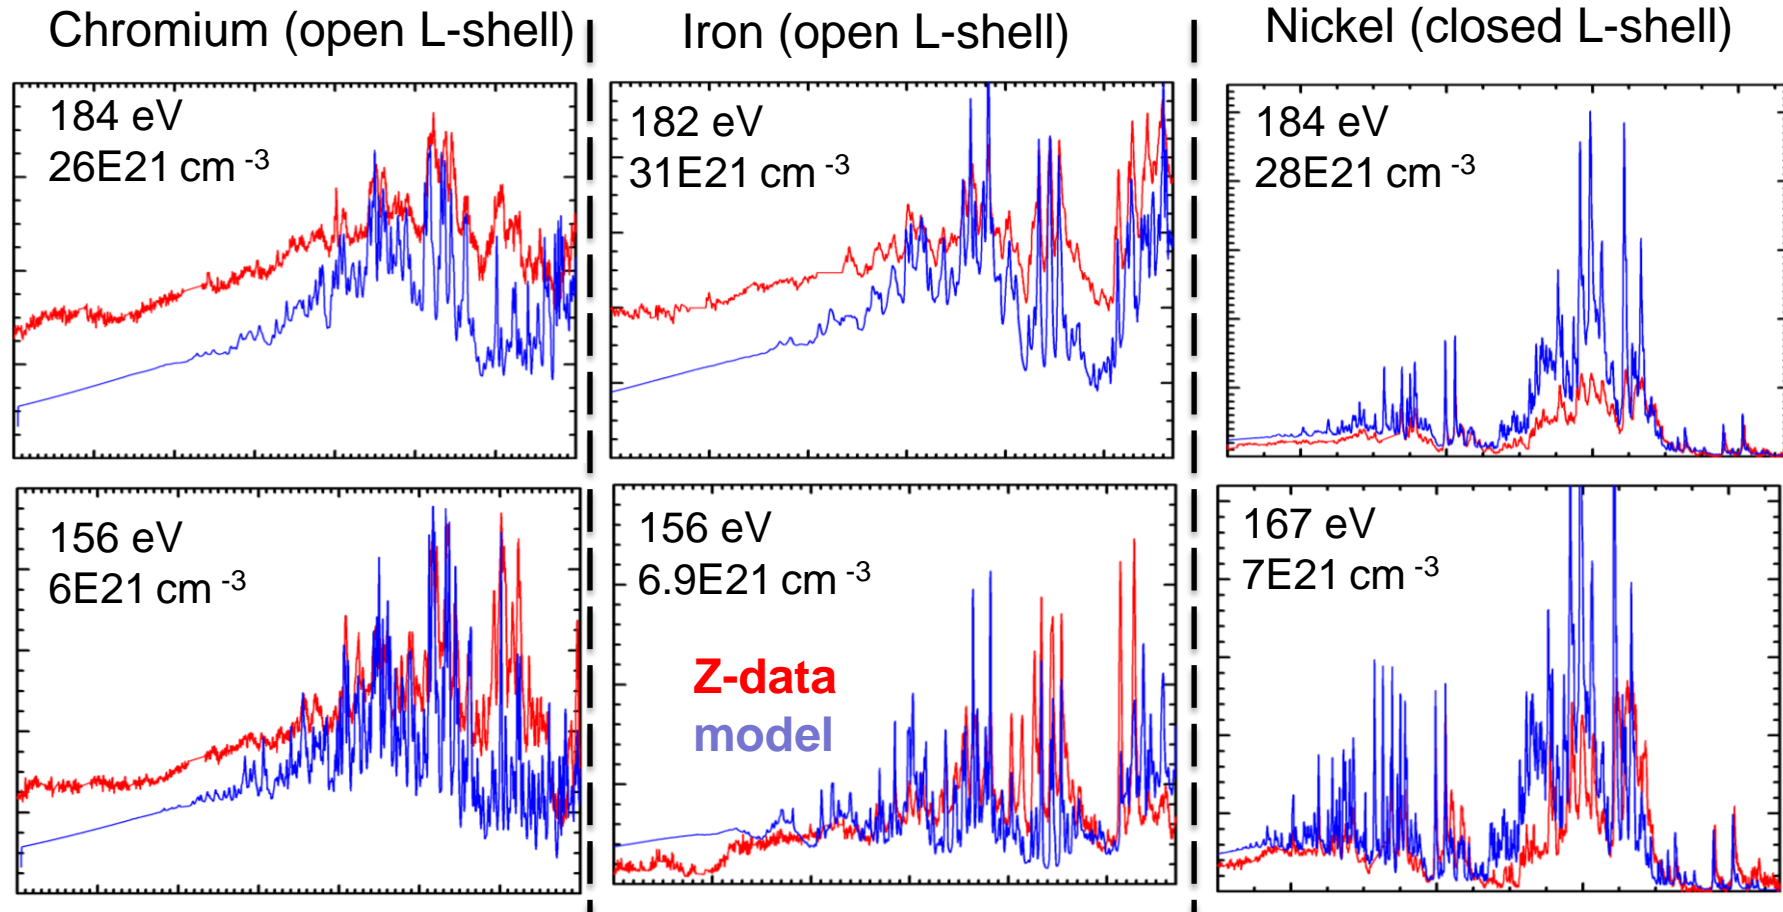 Chromium (open L-shell)
Iron (open L-shell)
Nickel (closed L-shell)
184 eV
26E21 cm -3
182 eV
31E21 cm -3
184 eV
28E21 cm -3
156 eV
6E21 cm -3
156 eV
6.9E21 cm -3
Z-data
model
167 eV
7E21 cm -3